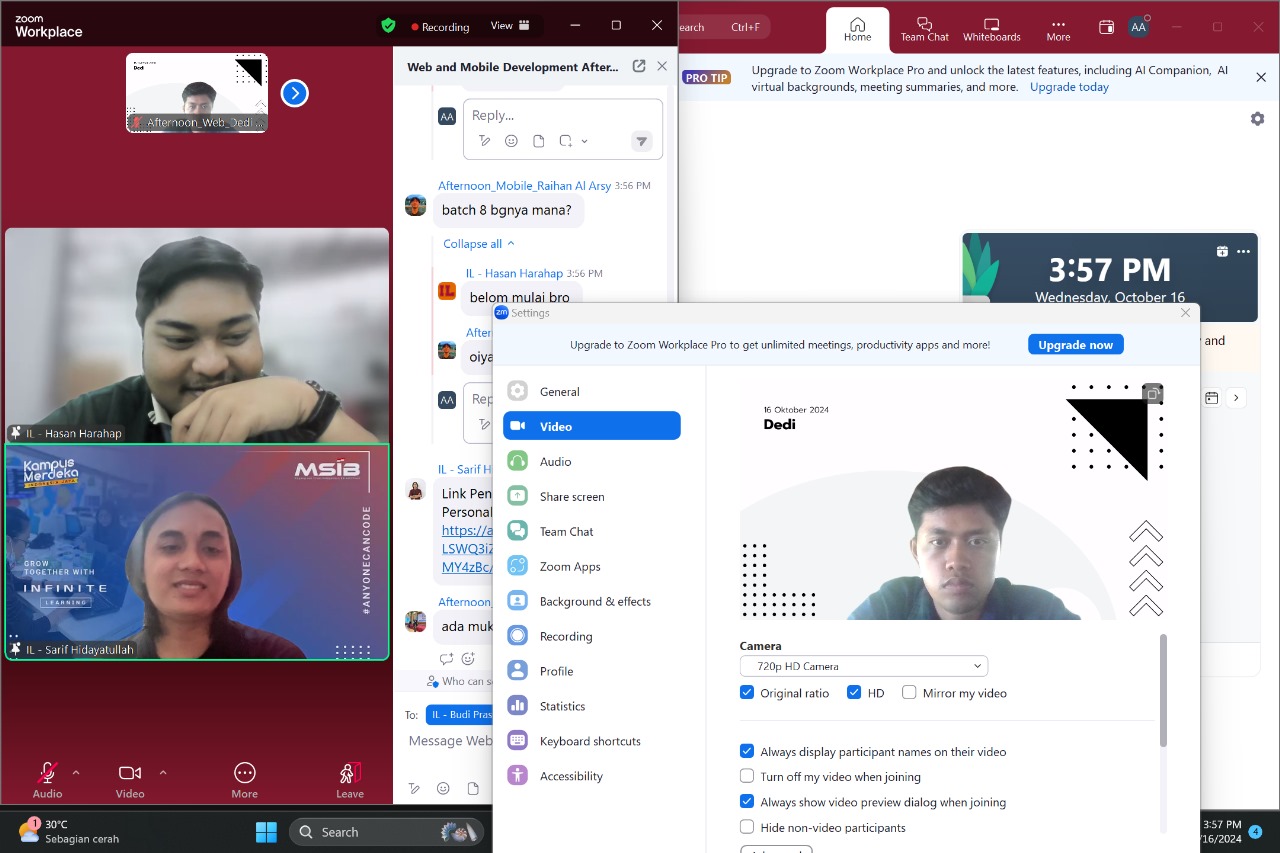 zoom
Workplace
Recording
View
earch
Ctrl+F
Home
Team Chat
Whiteboards
More
AA
PRO TIP
Upgrade to Zoom Workplace Pro and unlock the latest features, including AI Companion, AI
virtual backgrounds, meeting summaries, and more. Upgrade today
Dedi
Afternoon_Web_Dedi ...
IL - Hasan Harahap
Kampus
Merdeka
INDONESIA JAYA
MSIB
#ANYONECANCODE
GROW
TOGETHER WITH
INFINITE
LEARNING
IL - Sarif Hidayatullah
Audio
Video
More
Leave
Web and Mobile Development After...
AA
Reply...
Afternoon_Mobile_Raihan Al Arsy 3:56 PM
batch 8 bgnya mana?
Collapse all
IL - Hasan Harahap 3:56 PM
IL
belom mulai bro
After
oiya
AA
Rep
IL - Sarif H
Link Pen
Personal
https://a
LSWQ3iZ
MY4zBc/
Afternoon_
ada muk
Who can s
To:
IL - Budi Pras
Message Web
3:57 PM
Wednesday, October 16
and
zm
Settings
Upgrade to Zoom Workplace Pro to get unlimited meetings, productivity apps and more!
Upgrade now
General
Video
Audio
Share screen
Team Chat
Zoom Apps
Background & effects
Recording
Profile
Statistics
Keyboard shortcuts
Accessibility
16 Oktober 2024
Dedi
Camera
720p HD Camera
Original ratio
HD
Mirror my video
Always display participant names on their video
Turn off my video when joining
Always show video preview dialog when joining
Hide non-video participants
1
30°C
Sebagian cerah
Search
3:57 PM
/16/2024
4